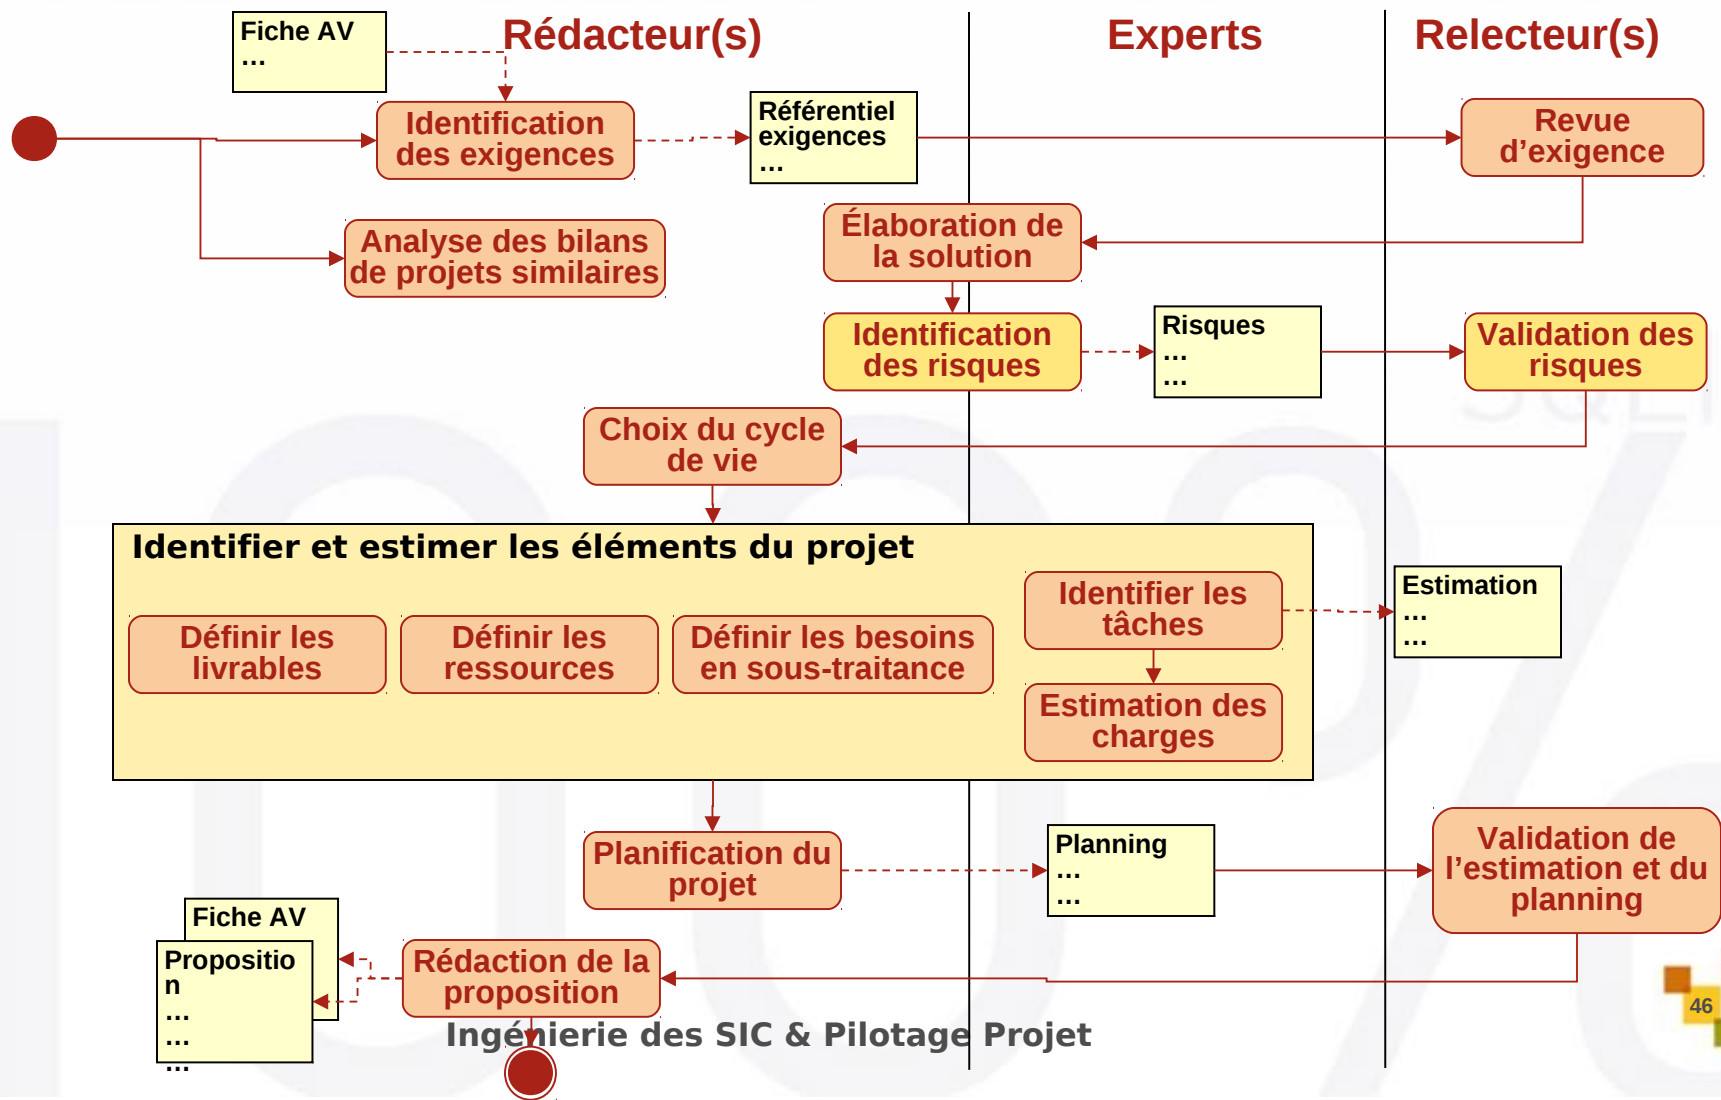 Fiche AV
...
Rédacteur(s)
Experts
Relecteur(s)
Identification
des exigences
Référentiel
exigences
...
Revue
d’exigence
Analyse des bilans
de projets similaires
Élaboration de
la solution
Identification
des risques
Risques
...
...
Validation des
risques
Choix du cycle
de vie
Identifier et estimer les éléments du projet
Définir les
livrables
Définir les
ressources
Définir les besoins
en sous-traitance
Identifier les
tâches
Estimation des
charges
Estimation
...
...
Planification du
projet
Planning
...
...
Validation de
l’estimation et du
planning
Fiche AV
Propositio
n
...
...
...
Rédaction de la
proposition
Ingénierie des SIC & Pilotage Projet
46
SQLI
100%